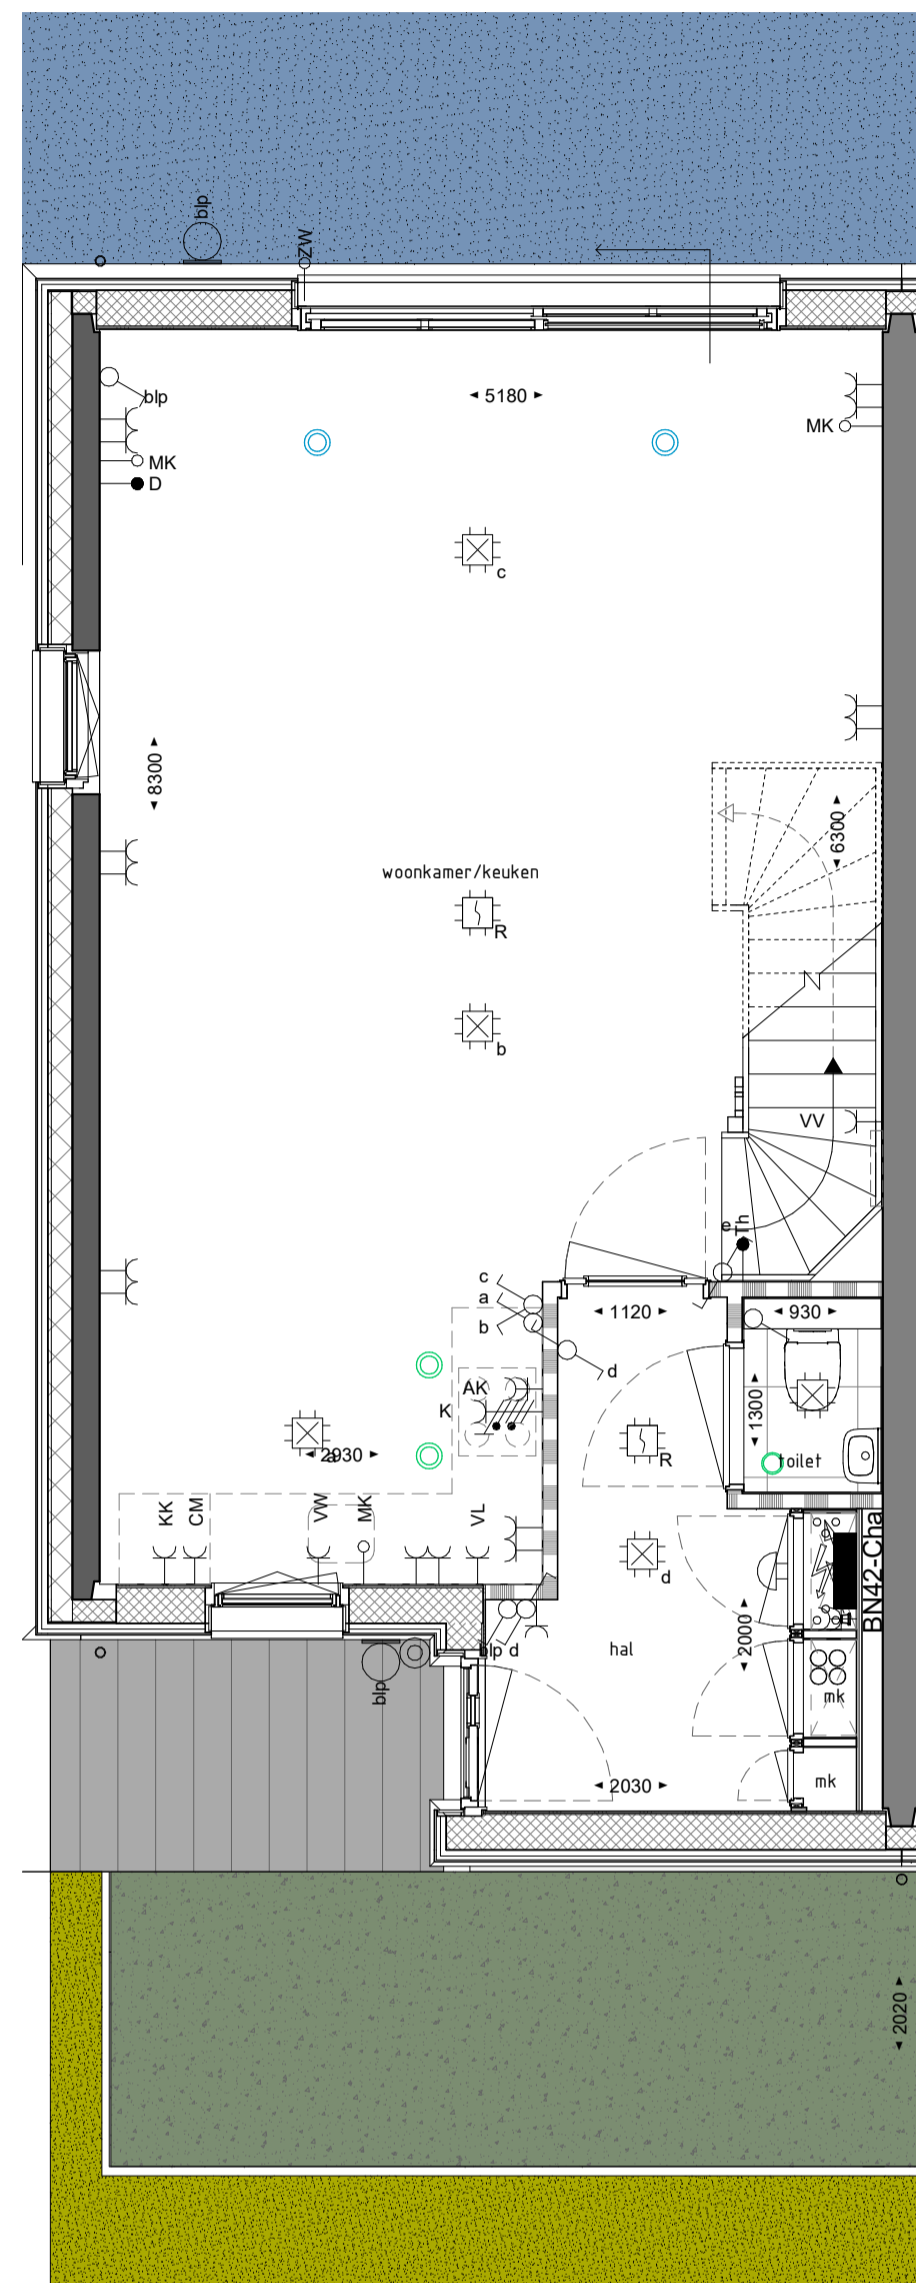 blp
ZW
5180
blp
MK
MK
D
c
8300
6300
woonkamer/keuken
R
b
VV
e
Th
c
a
b
1120
930
d
AK
K
1300
2930
a
R
toilet
KK
CM
VW
MK
VL
d
BN42-Cha
blp
d
hal
2000
blp
mk
2030
mk
2020